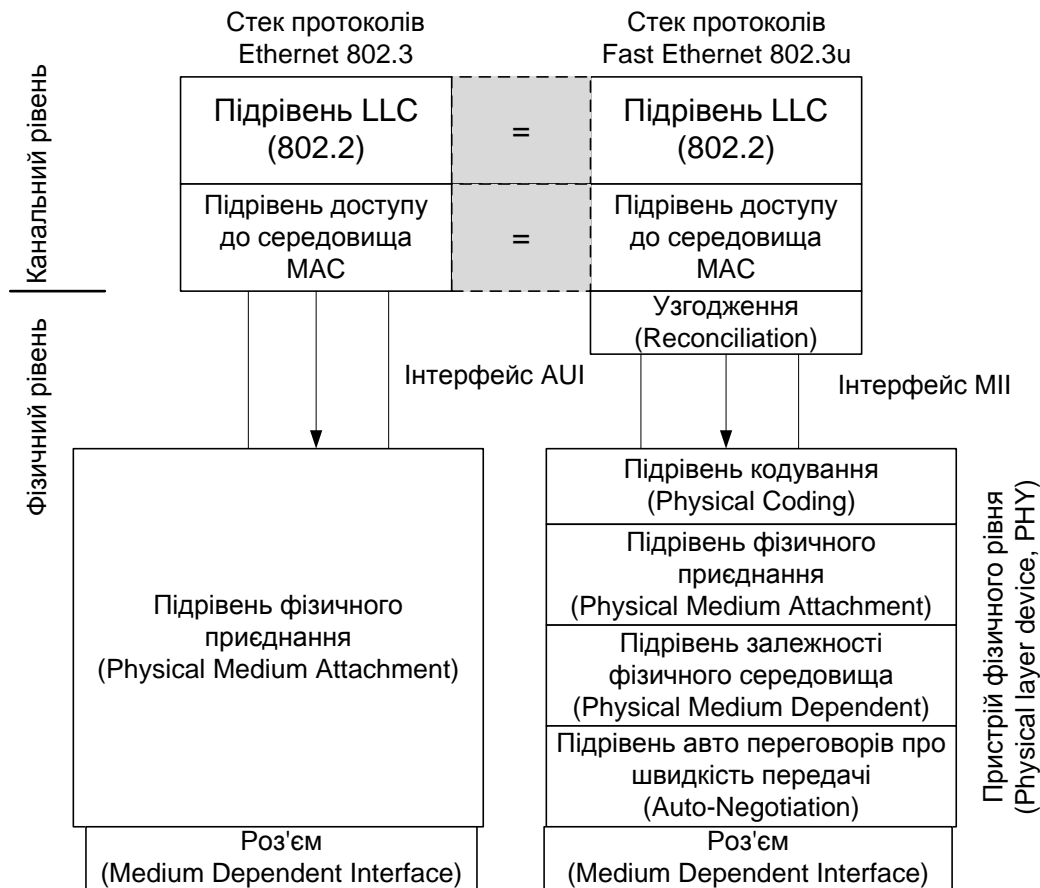 Стек протоколів
Ethernet 802.3
Стек протоколів
Fast Ethernet 802.3u
Канальний рівень
Підрівень LLC
(802.2)
=
Підрівень LLC
(802.2)
Підрівень доступу
до середовища
MAC
=
Підрівень доступу
до середовища
MAC
Узгодження
(Reconciliation)
Фізичний рівень
Інтерфейс AUI
Інтерфейс MII
Підрівень фізичного
приєднання
(Physical Medium Attachment)
Підрівень кодування
(Physical Coding)
Підрівень фізичного
приєднання
(Physical Medium Attachment)
Підрівень залежності
фізичного середовища
(Physical Medium Dependent)
Підрівень авто переговорів про
швидкість передачі
(Auto-Negotiation)
Пристрій фізичного рівня
(Physical layer device, PHY)
Роз'єм
(Medium Dependent Interface)
Роз'єм
(Medium Dependent Interface)